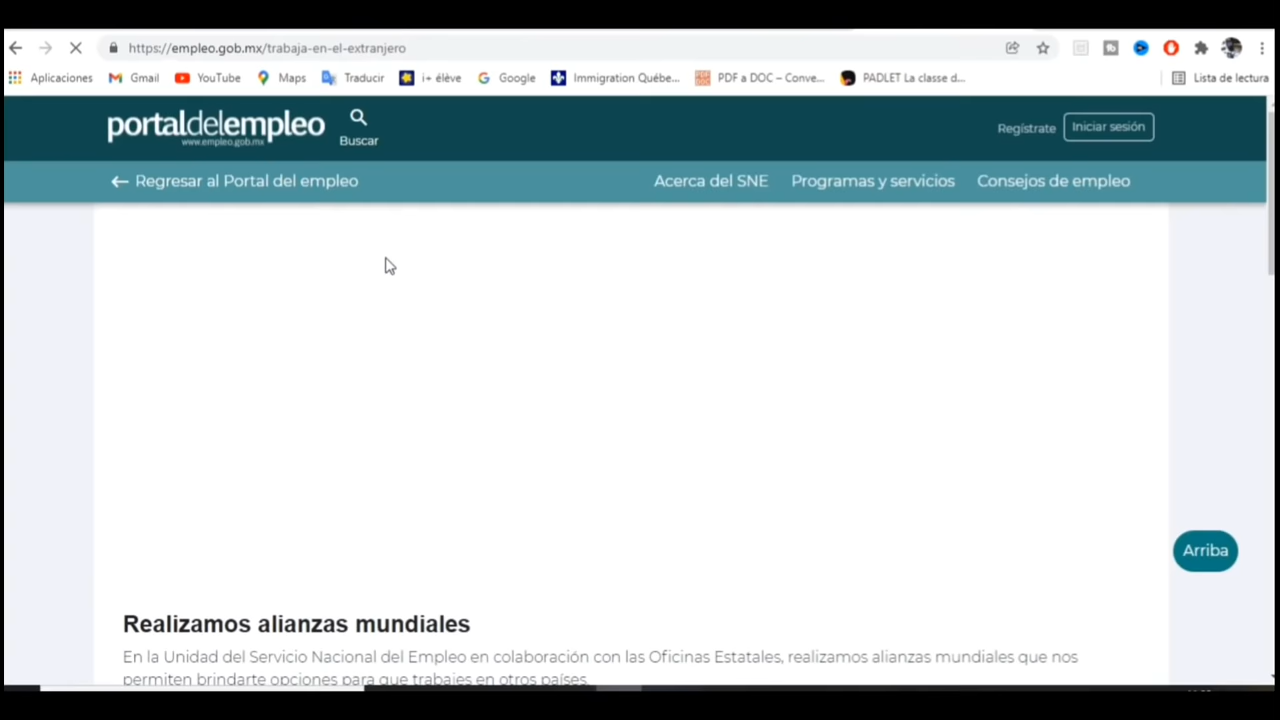 https://empleo.gob.mx/trabaja-en-el-extranjero
Aplicaciones Gmail YouTube Maps Traducir i+ élève Google Immigration Québe... PDF a DOC – Conve... PADLET La classe d... Lista de lectura
portaldelempleo
www.empleo.gob.mx
Buscar
Regístrate Iniciar sesión
← Regresar al Portal del empleo Acerca del SNE Programas y servicios Consejos de empleo
Arriba
Realizamos alianzas mundiales
En la Unidad del Servicio Nacional del Empleo en colaboración con las Oficinas Estatales, realizamos alianzas mundiales que nos
permiten brindarte opciones para que trabajes en otros países.